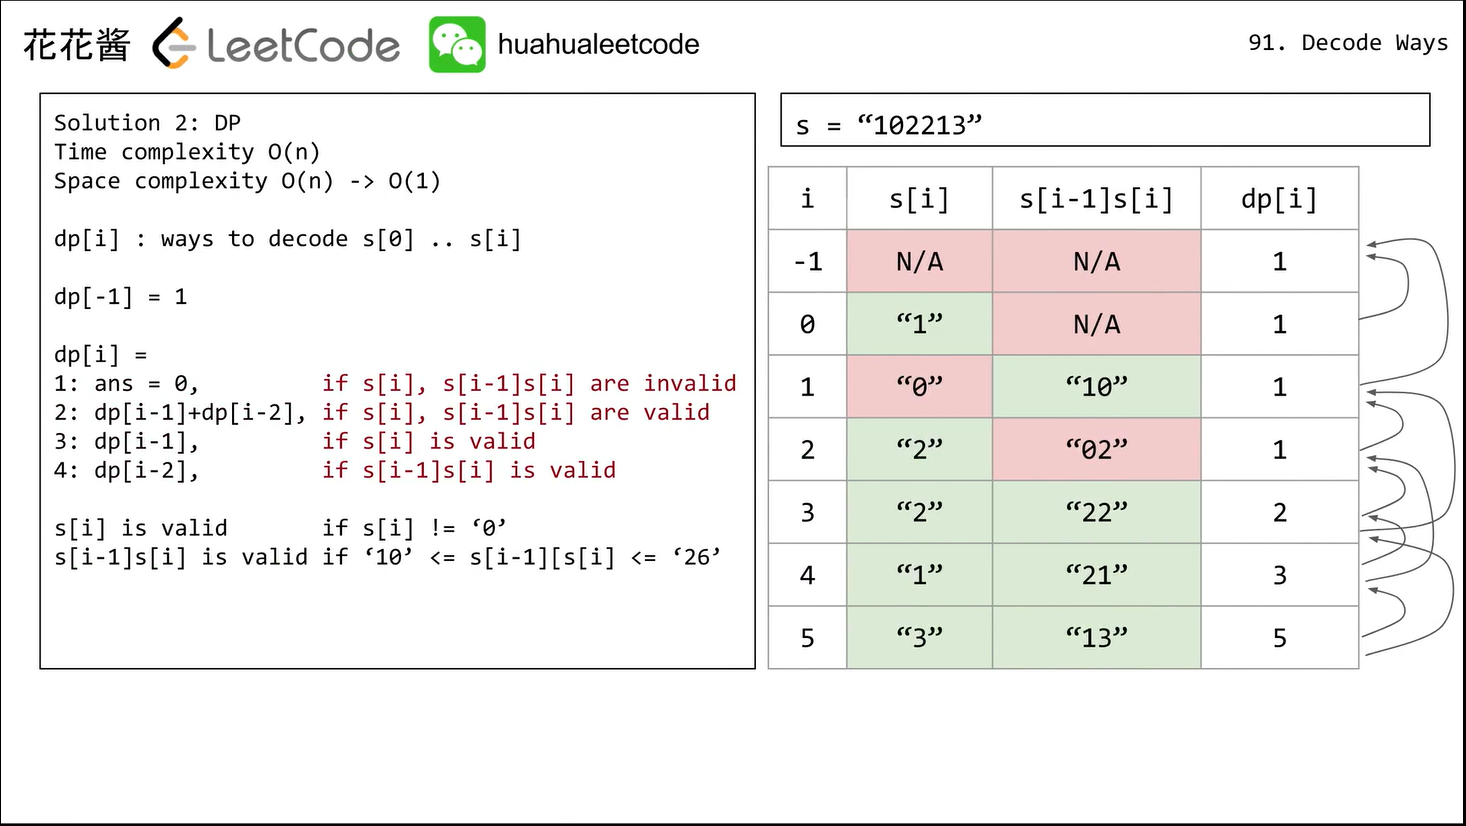 花花酱 LeetCode huahualeetcode 91. Decode Ways
Solution 2: DP
Time complexity O(n)
Space complexity O(n) -> O(1)
dp[i] : ways to decode s[0] .. s[i]
dp[-1] = 1
dp[i] =
1: ans = 0, if s[i], s[i-1]s[i] are invalid
2: dp[i-1]+dp[i-2], if s[i], s[i-1]s[i] are valid
3: dp[i-1], if s[i] is valid
4: dp[i-2], if s[i-1]s[i] is valid
s[i] is valid if s[i] != ‘0’
s[i-1]s[i] is valid if ‘10’ <= s[i-1][s[i] <= ‘26’
s = “102213”
i s[i] s[i-1]s[i] dp[i]
-1 N/A N/A 1
0 “1” N/A 1
1 “0” “10” 1
2 “2” “02” 1
3 “2” “22” 2
4 “1” “21” 3
5 “3” “13” 5